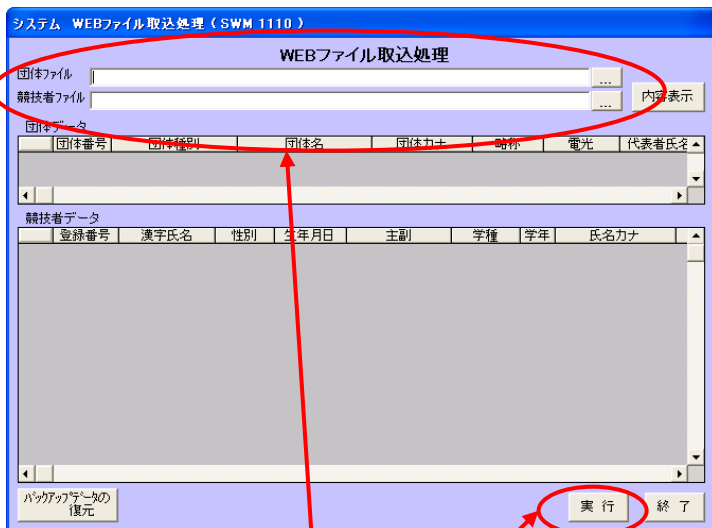 システム WEBファイル取込処理(SWM 1110)
WEBファイル取込処理
団体ファイル
...
競技者ファイル
...
内容表示
団体データ
団体番号 団体種別 団体名 団体カナ 略称 電光 代表者氏名
競技者データ
登録番号 漢字氏名 性別 生年月日 主副 学種 学年 氏名カナ
バックアップデータの
復元
実行
終了